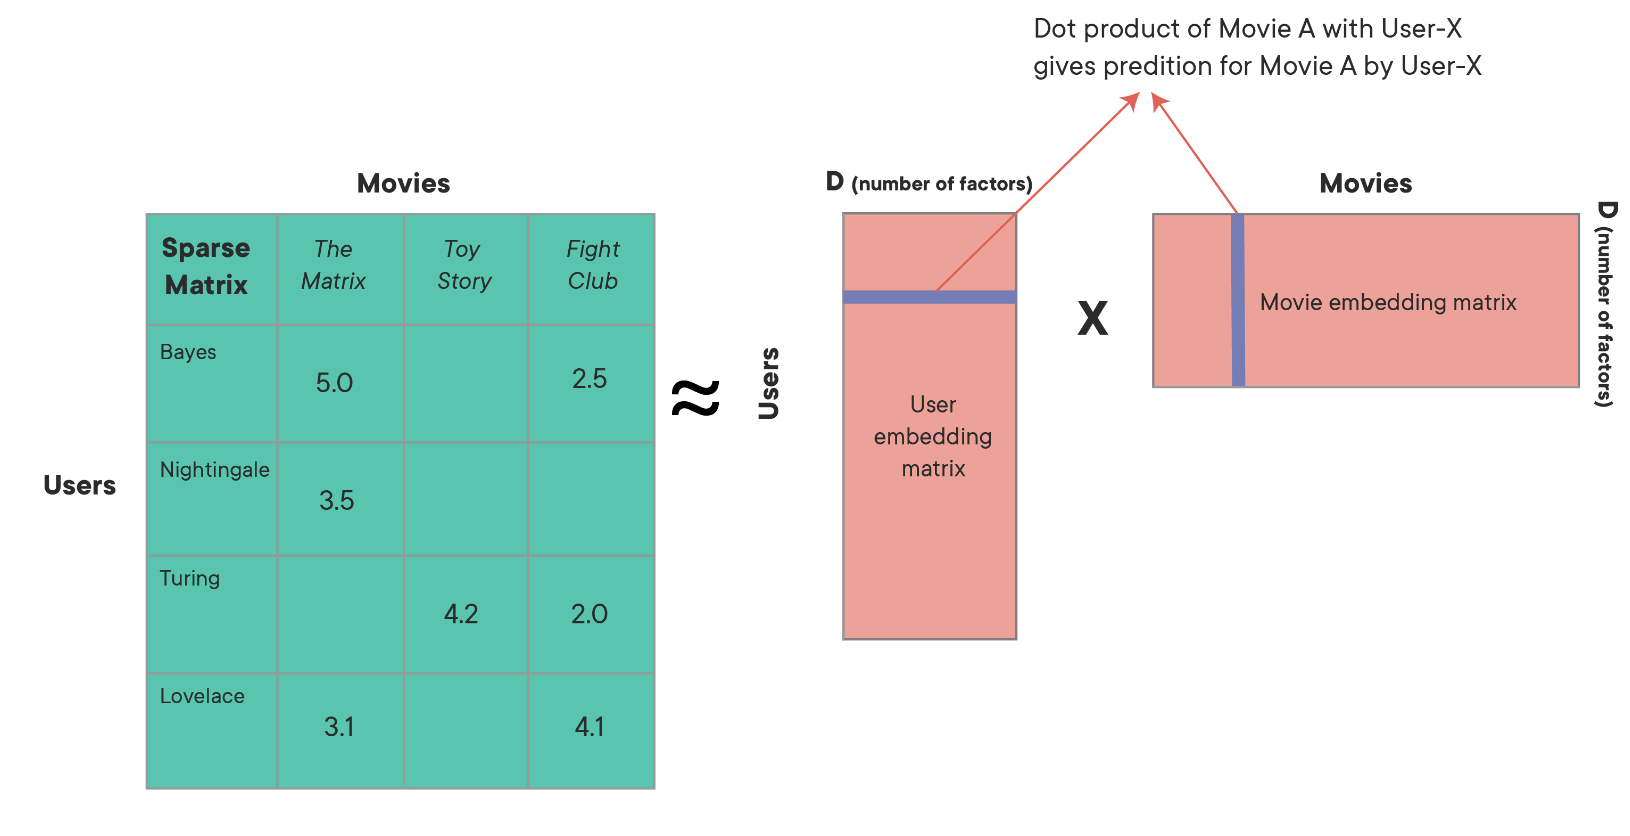 Dot product of Movie A with User-X
gives predition for Movie A by User-X
Movies
Sparse
Matrix
The
Matrix
Toy
Story
Fight
Club
Bayes
5.0
2.5
Nightingale
3.5
Turing
4.2
2.0
Lovelace
3.1
4.1
Users
≈
D (number of factors)
Users
User
embedding
matrix
X
Movies
Movie embedding matrix
D (number of factors)